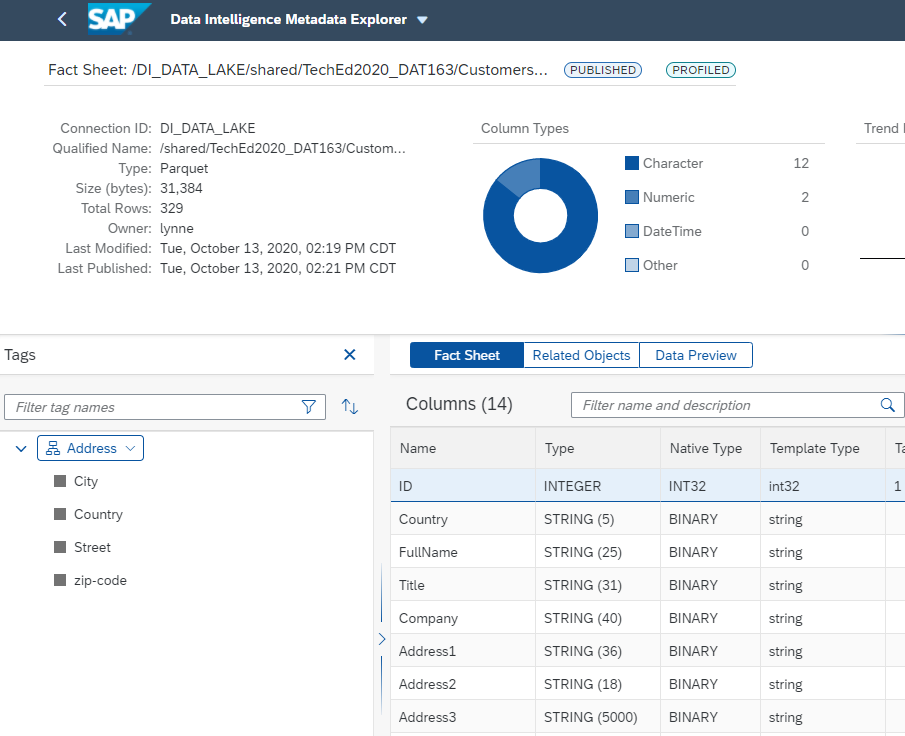 SAP Data Intelligence Metadata Explorer
Fact Sheet: /DI_DATA_LAKE/shared/TechEd2020_DAT163/Customers... PUBLISHED PROFILED
Connection ID: DI_DATA_LAKE
Qualified Name: /shared/TechEd2020_DAT163/Custom...
Type: Parquet
Size (bytes): 31,384
Total Rows: 329
Owner: lynne
Last Modified: Tue, October 13, 2020, 02:19 PM CDT
Last Published: Tue, October 13, 2020, 02:21 PM CDT
Column Types
Character 12
Numeric 2
DateTime 0
Other 0
Trend
Tags
Filter tag names
Address
City
Country
Street
zip-code
Fact Sheet Related Objects Data Preview
Columns (14) Filter name and description
Name Type Native Type Template Type
ID INTEGER INT32 int32 1
Country STRING (5) BINARY string
FullName STRING (25) BINARY string
Title STRING (31) BINARY string
Company STRING (40) BINARY string
Address1 STRING (36) BINARY string
Address2 STRING (18) BINARY string
Address3 STRING (5000) BINARY string